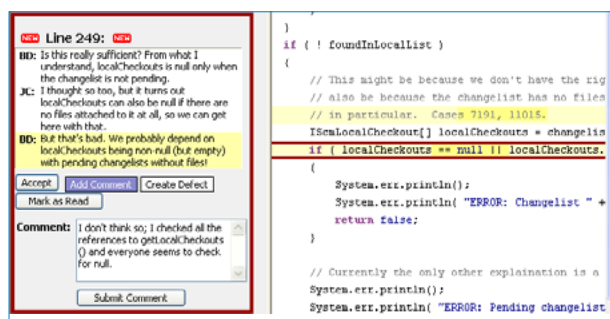 NEW Line 249: NEW
BD: Is this really sufficient? From what I
understand, localCheckouts is null only when
the changelist is not pending.
JC: I thought so too, but it turns out
localCheckouts can also be null if there are
no files attached to it at all, so we can get
here with that.
BD: But that's bad. We probably depend on
localCheckouts being non-null (but empty)
with pending changelists without files!
Accept Add Comment Create Defect
Mark as Read
Comment: I don't think so; I checked all the
references to getLocalCheckouts
() and everyone seems to check
for null.
Submit Comment
}
if ( ! foundInLocalList )
{
// This might be because we don't have the rig
// also be because the changelist has no files
// in particular. Cases 7191, 11015.
IScmLocalCheckout[] localCheckouts = changelis
if ( localCheckouts == null || localCheckouts.
{
System.err.println();
System.err.println( "ERROR: Changelist " +
return false;
}
// Currently the only other explaination is a
System.err.println();
System.err.println( "ERROR: Pending changelist